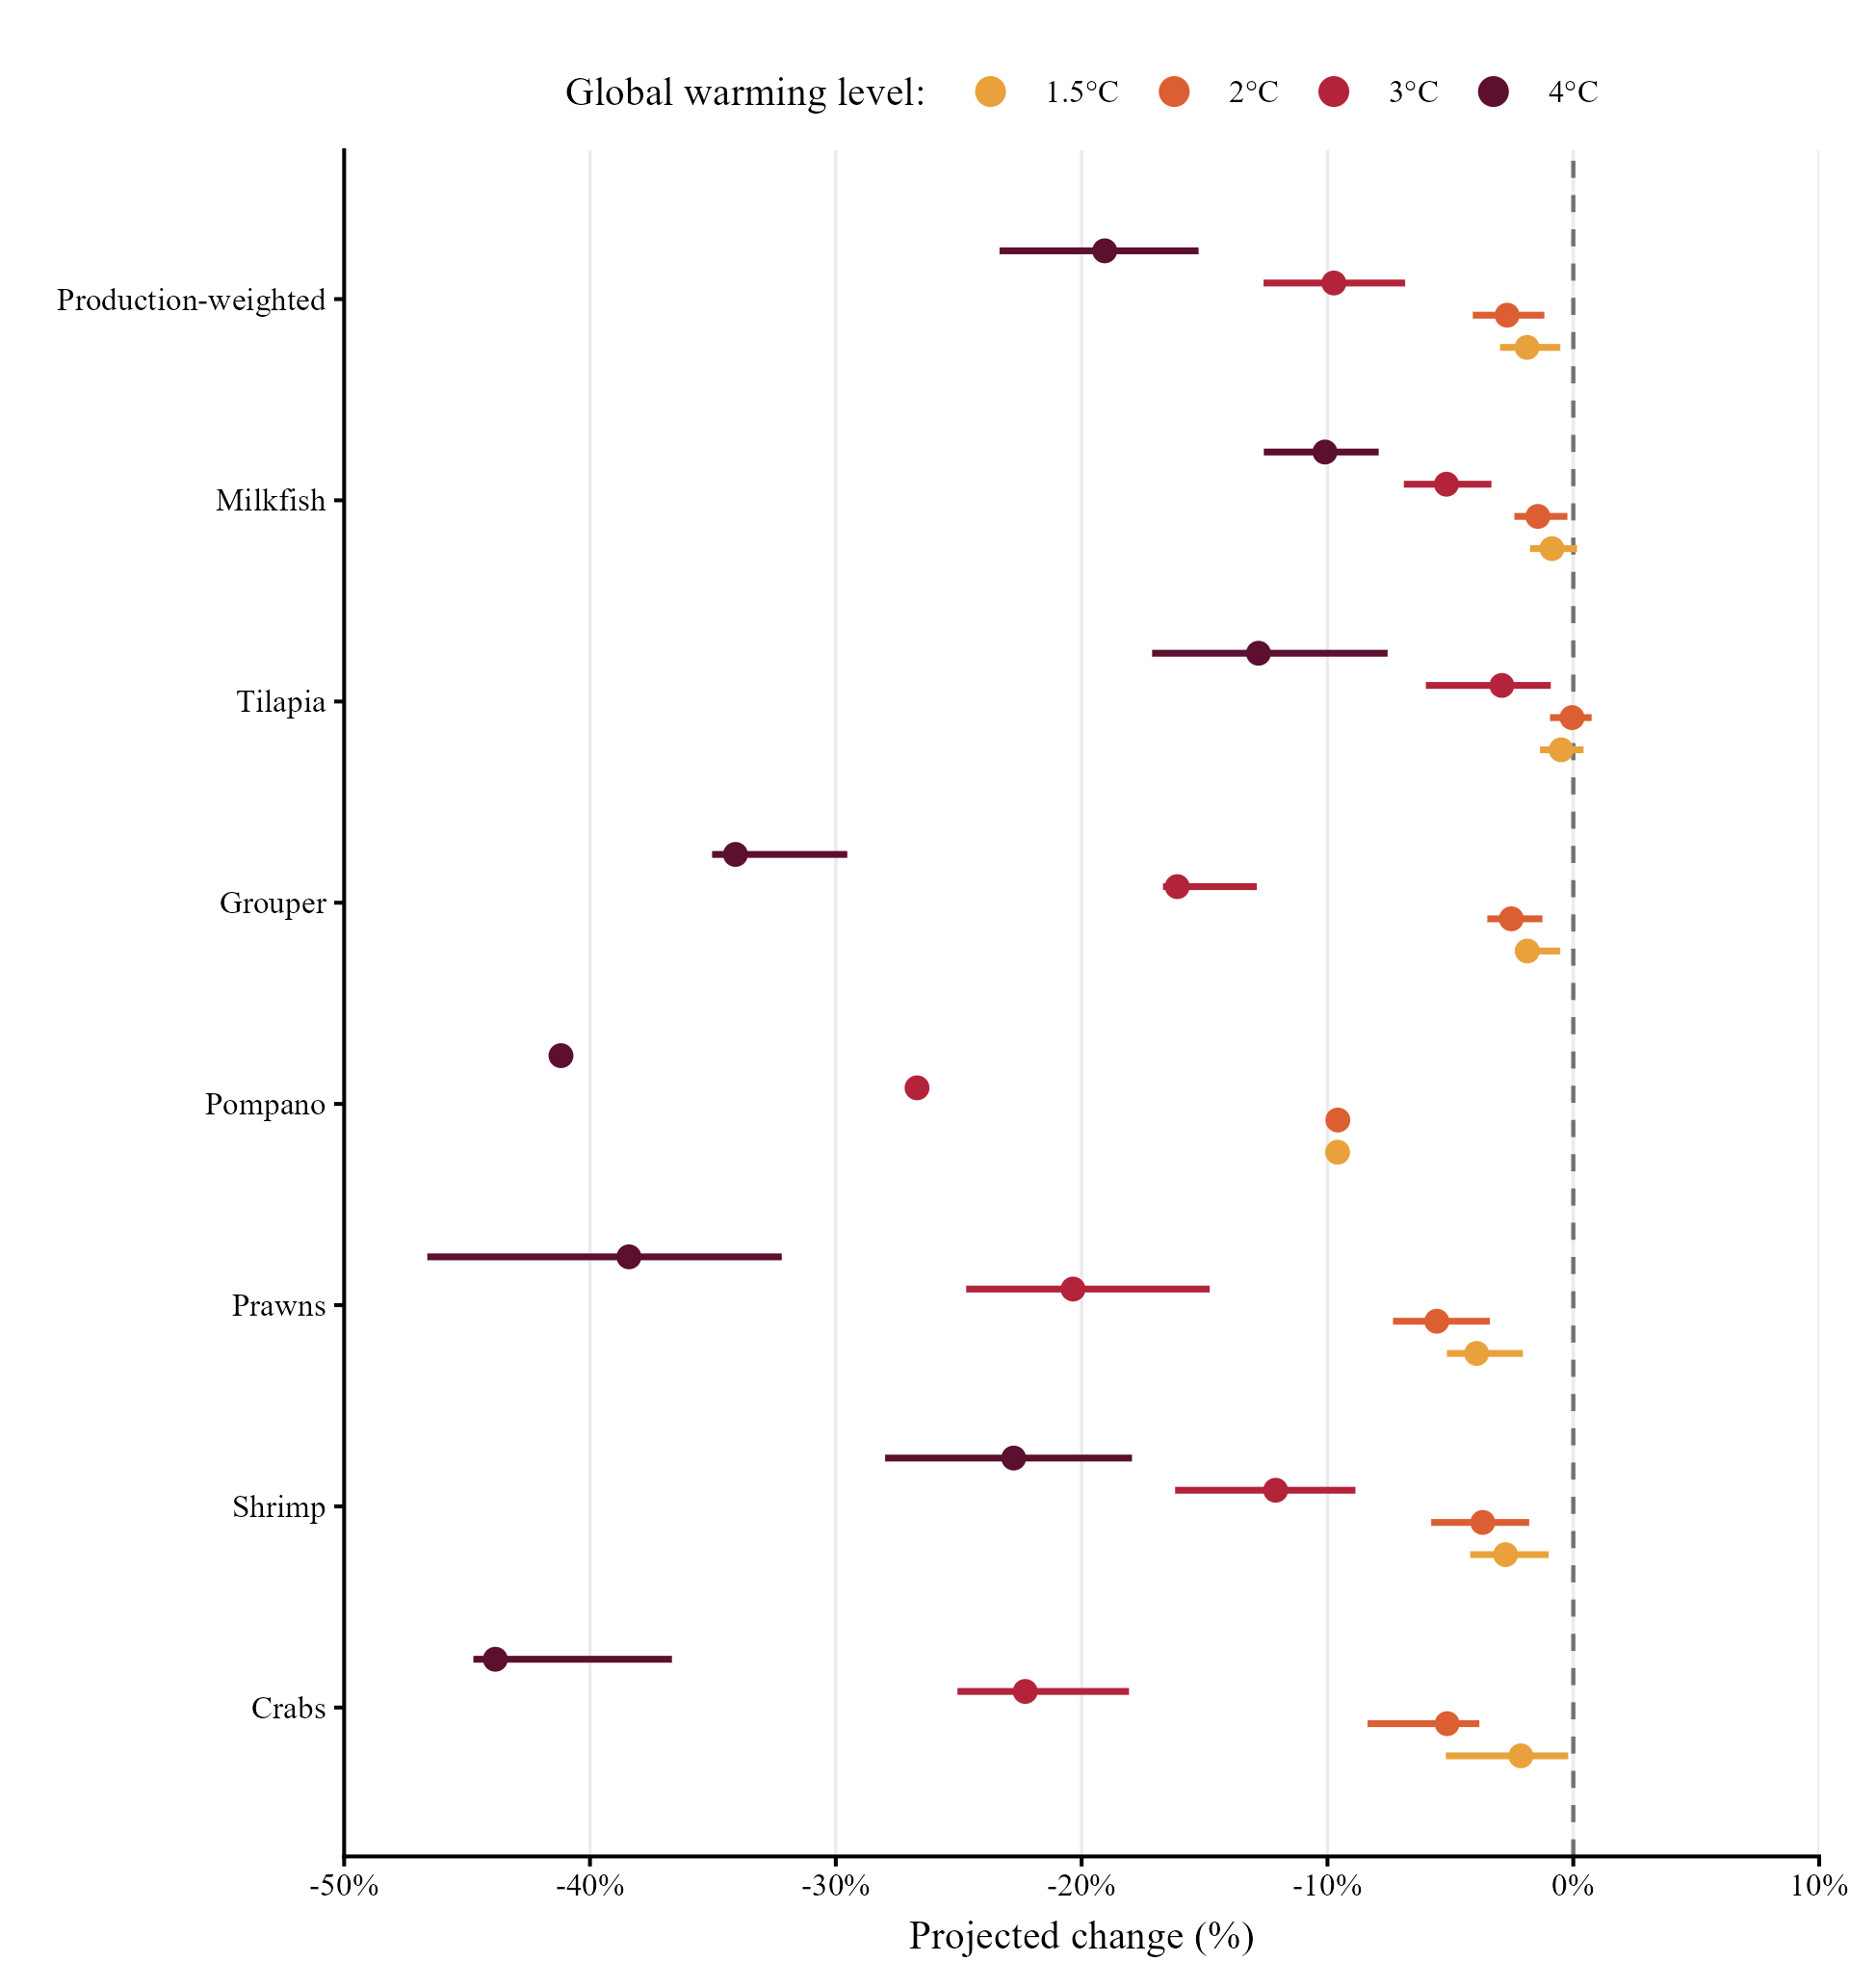 Global warming level: 1.5°C 2°C 3°C 4°C
Production-weighted
Milkfish
Tilapia
Grouper
Pompano
Prawns
Shrimp
Crabs
-50% -40% -30% -20% -10% 0% 10%
Projected change (%)